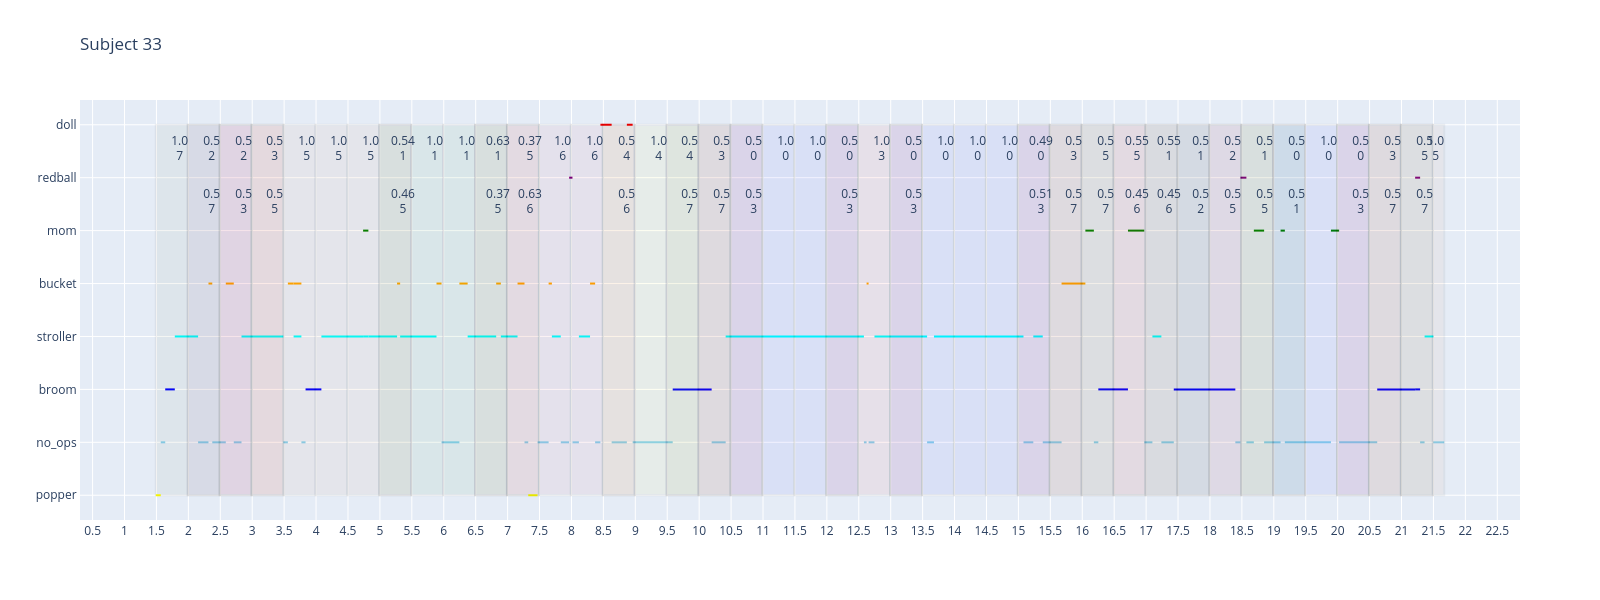 Subject 33
doll
1.0 0.5 0.5 0.5 1.0 1.0 1.0 0.54 1.0 1.0 0.63 0.37 1.0 1.0 0.5 1.0 0.5 0.5 0.5 1.0 1.0 0.5 1.0 0.5 1.0 1.0 1.0 0.49 0.5 0.5 0.55 0.55 0.5 0.5 0.5 0.5 1.0 0.5 0.5 0.5 1.0
7 2 2 3 5 5 5 1 1 1 1 5 6 6 4 4 4 3 0 0 0 0 3 0 0 0 0 0 3 5 5 1 1 2 1 0 0 0 3 5 5
redball
0.5 0.5 0.5 0.46 0.37 0.63 0.5 0.5 0.5 0.5 0.5 0.5 0.51 0.5 0.5 0.45 0.45 0.5 0.5 0.5 0.5 0.5 0.5 0.5
7 3 5 5 5 6 6 7 7 3 3 3 3 7 7 6 6 2 5 5 1 3 7 7
mom
bucket
stroller
broom
no_ops
popper
0.5 1 1.5 2 2.5 3 3.5 4 4.5 5 5.5 6 6.5 7 7.5 8 8.5 9 9.5 10 10.5 11 11.5 12 12.5 13 13.5 14 14.5 15 15.5 16 16.5 17 17.5 18 18.5 19 19.5 20 20.5 21 21.5 22 22.5